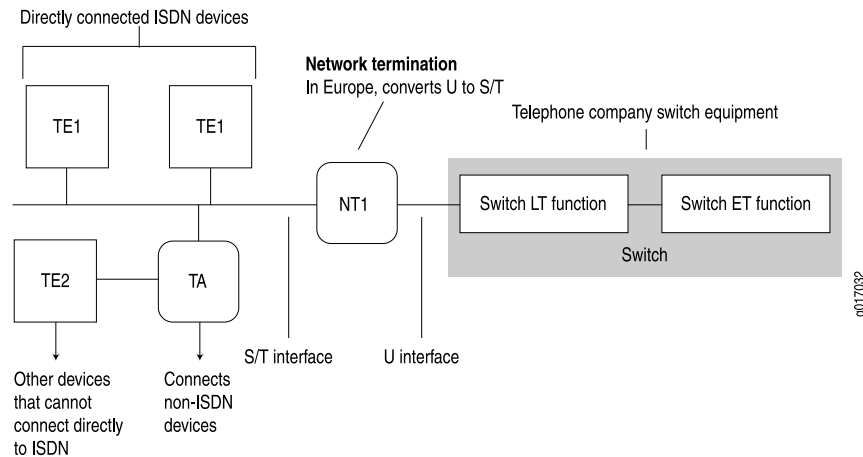 Directly connected ISDN devices
Network termination
In Europe, converts U to S/T
Telephone company switch equipment
TE1
TE1
NT1
Switch LT function
Switch ET function
Switch
TE2
TA
S/T interface
U interface
Other devices
that cannot
connect directly
to ISDN
Connects
non-ISDN
devices
g017032